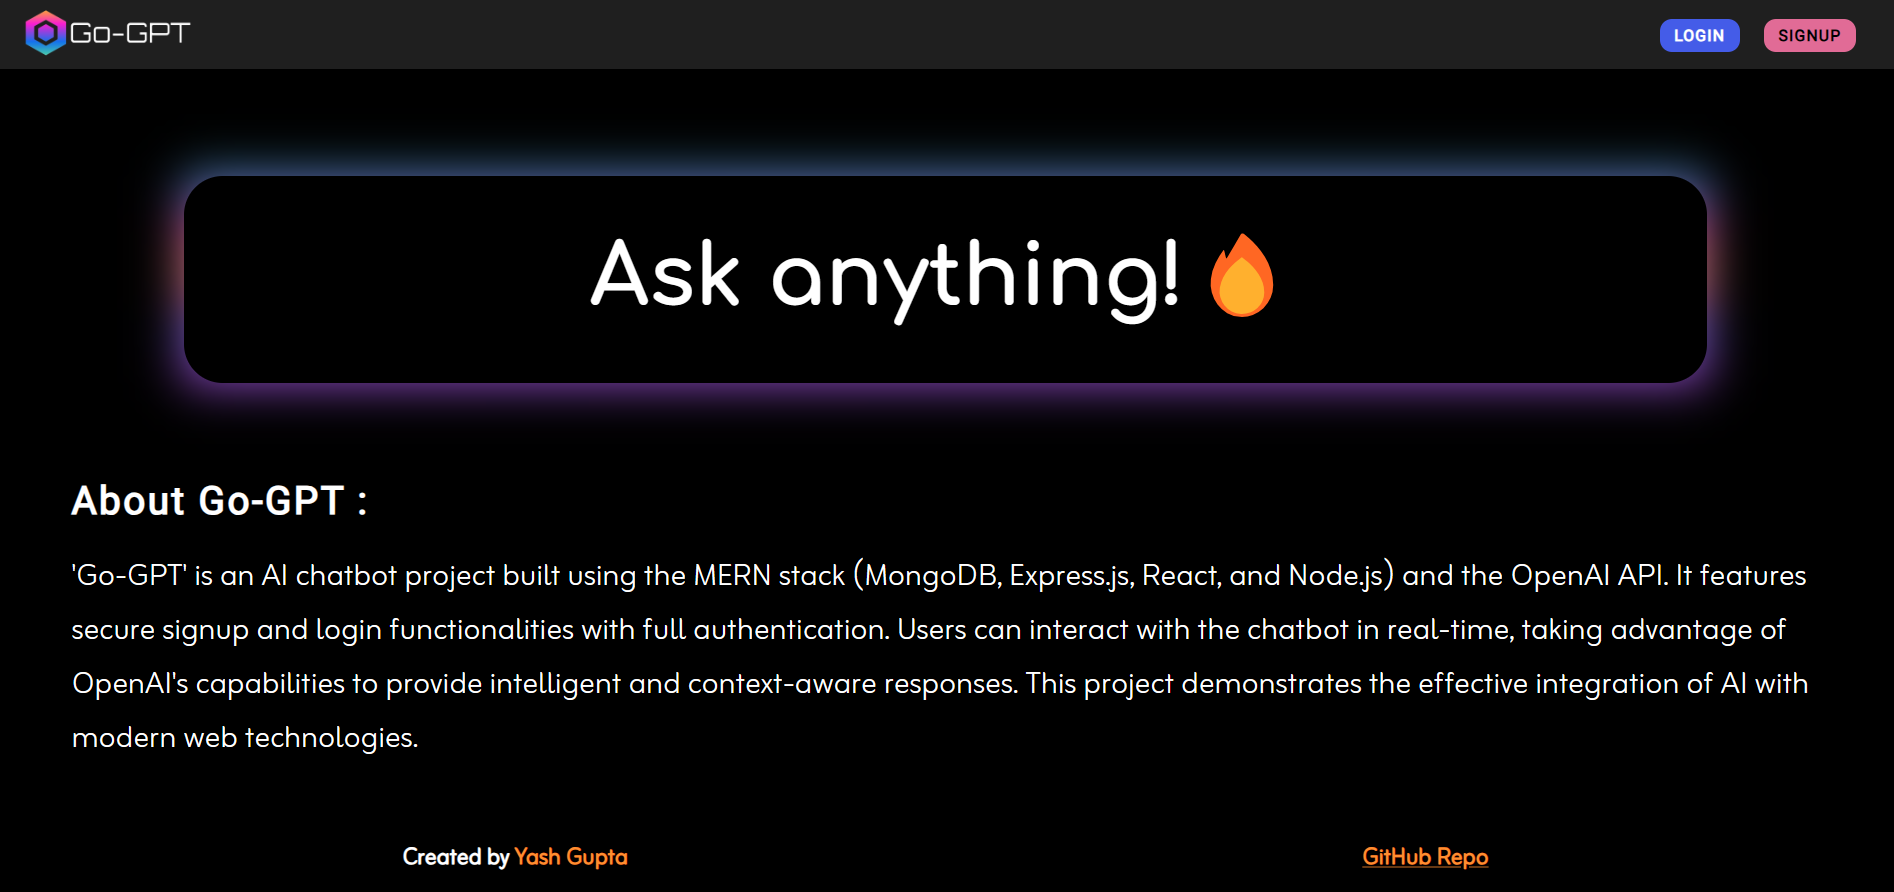 Go-GPT
LOGIN
SIGNUP
Ask anything! 🔥
About Go-GPT :
'Go-GPT' is an AI chatbot project built using the MERN stack (MongoDB, Express.js, React, and Node.js) and the OpenAI API. It features
secure signup and login functionalities with full authentication. Users can interact with the chatbot in real-time, taking advantage of
OpenAI's capabilities to provide intelligent and context-aware responses. This project demonstrates the effective integration of AI with
modern web technologies.
Created by Yash Gupta
GitHub Repo